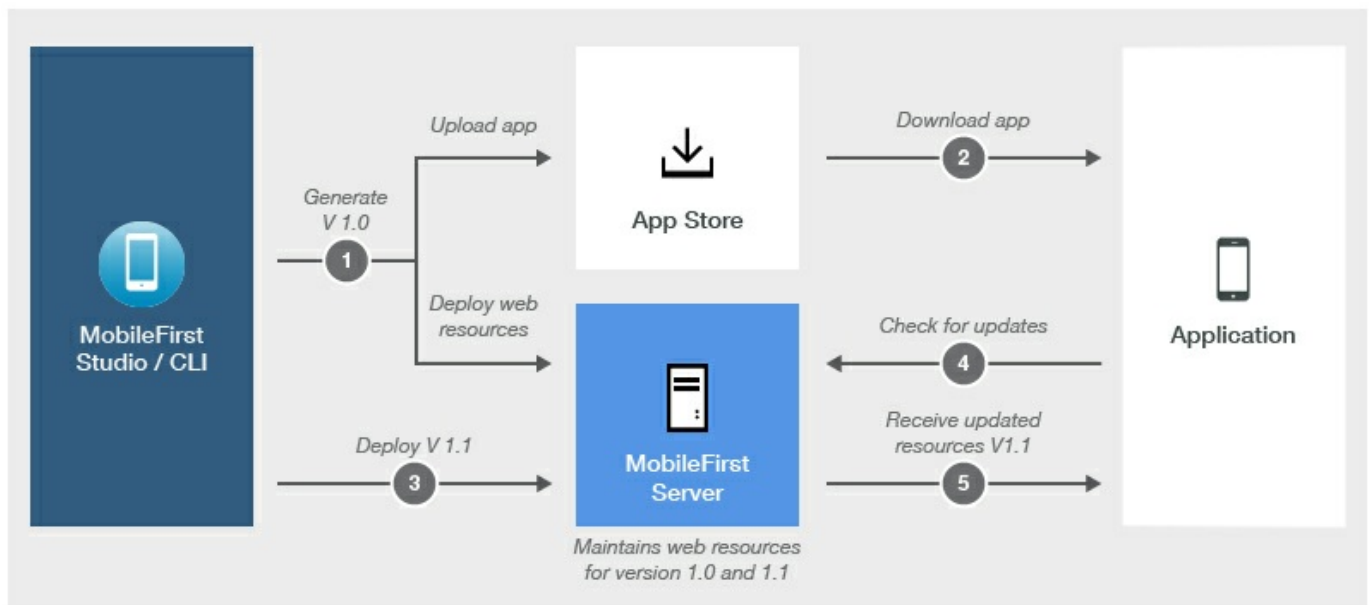 Upload app
Generate
V 1.0
1
Deploy web
resources
MobileFirst
Studio / CLI
Deploy V 1.1
3
App Store
MobileFirst
Server
Maintains web resources
for version 1.0 and 1.1
Download app
2
Check for updates
4
Receive updated
resources V1.1
5
Application